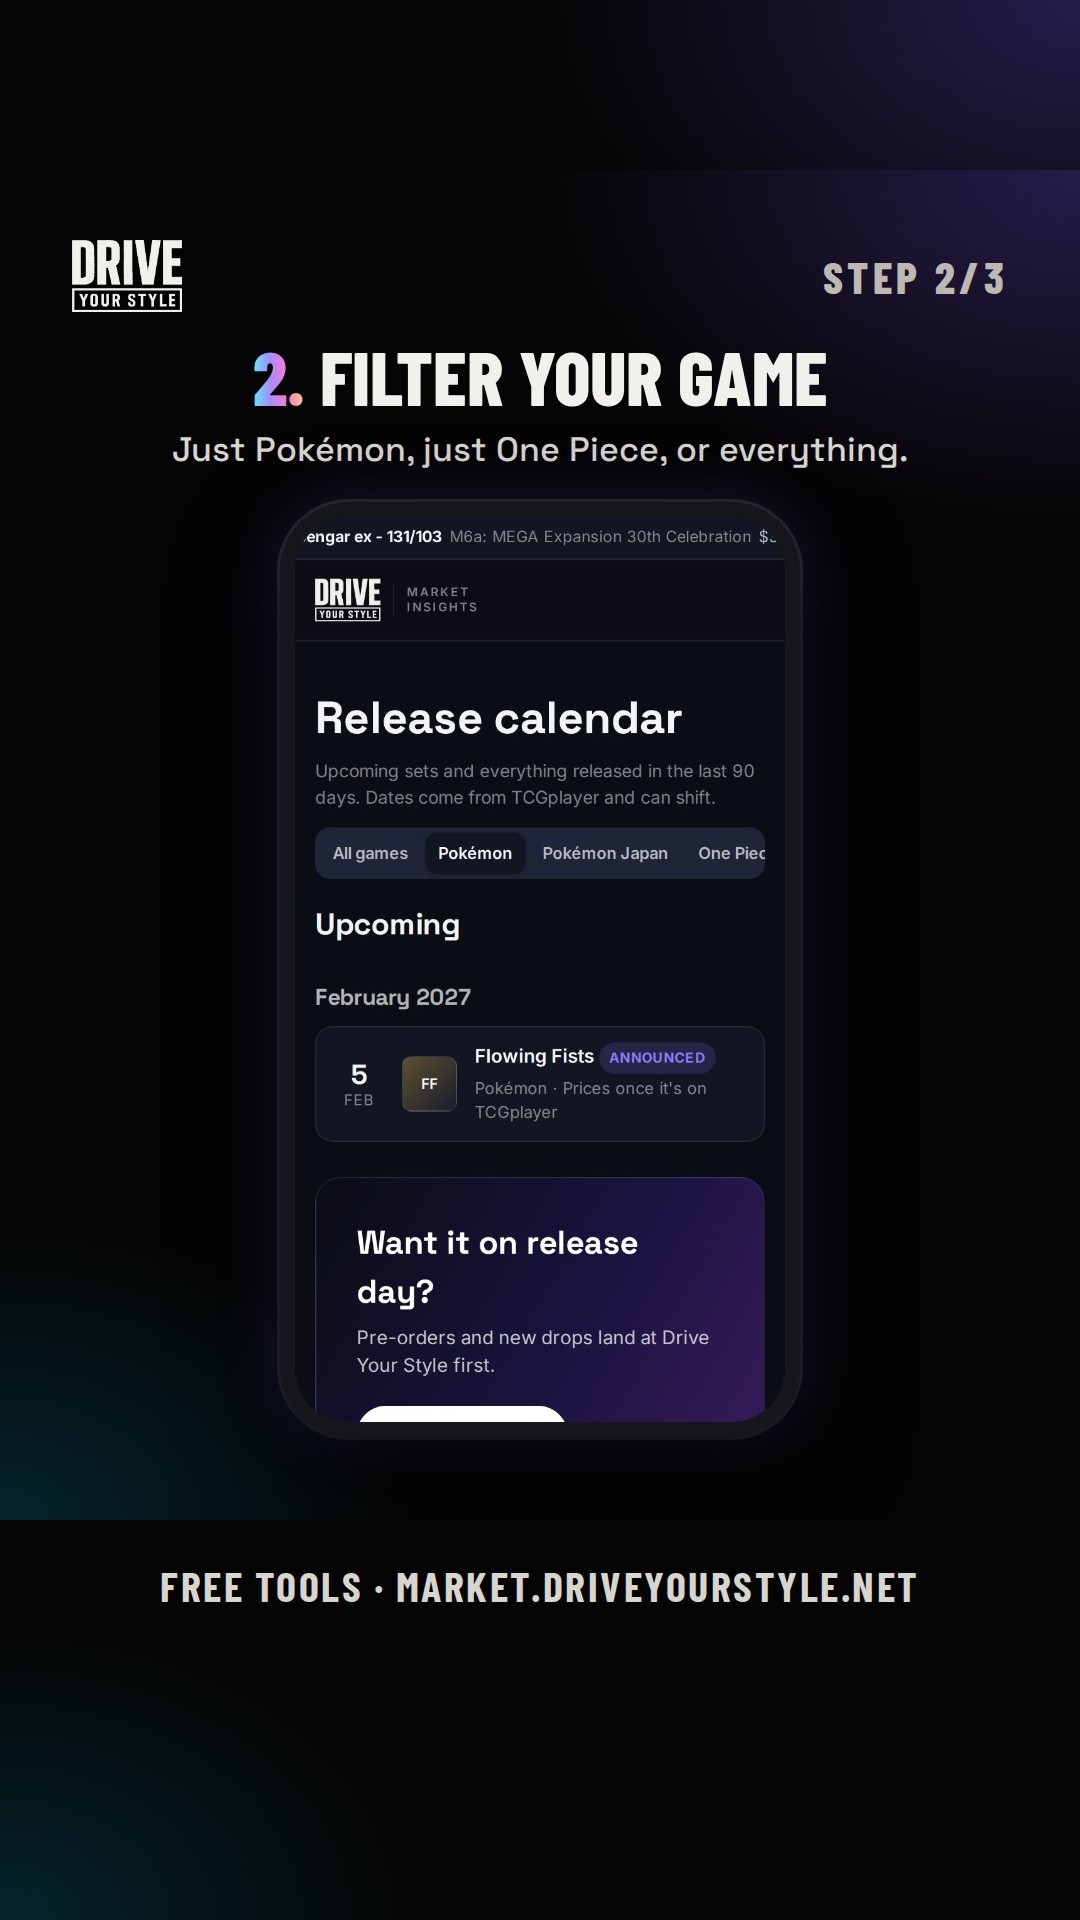 DRIVE
YOUR STYLE
STEP 2/3
2. FILTER YOUR GAME
Just Pokémon, just One Piece, or everything.
ex - 131/103 M6a: MEGA Expansion 30th Celebration
DRIVE
YOUR STYLE
MARKET
INSIGHTS
Release calendar
Upcoming sets and everything released in the last 90
days. Dates come from TCGplayer and can shift.
All games Pokémon Pokémon Japan One Piec
Upcoming
February 2027
5
FEB
FF
Flowing Fists ANNOUNCED
Pokémon · Prices once it's on
TCGplayer
Want it on release
day?
Pre-orders and new drops land at Drive
Your Style first.
FREE TOOLS · MARKET.DRIVEYOURSTYLE.NET